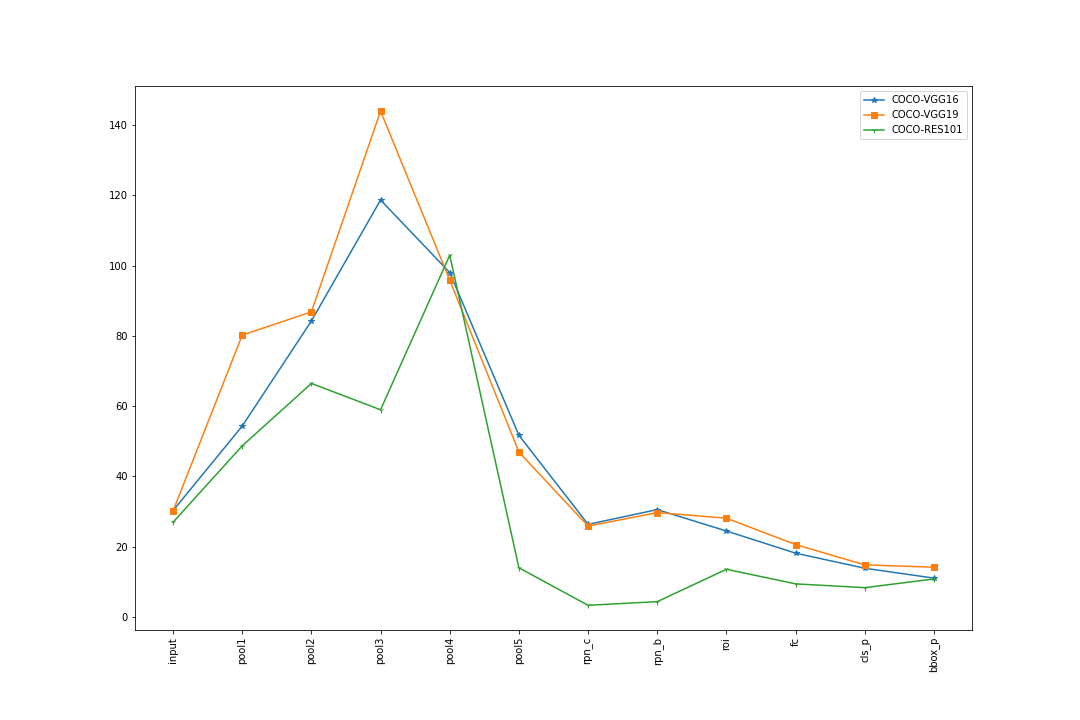 COCO-VGG16
COCO-VGG19
COCO-RES101
140
120
100
80
60
40
20
0
input
pool1
pool2
pool3
pool4
pool5
rpn_c
rpn_b
roi
fc
cls_p
bbox_p